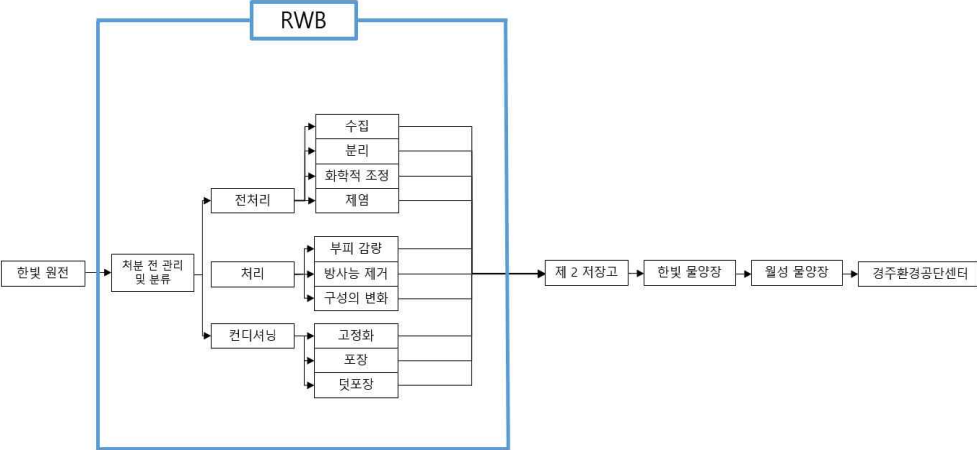 RWB
한빛 원전
처분 전 관리
및 분류
전처리
수집
분리
화학적 조정
제염
처리
부피 감량
방사능 제거
구성의 변화
컨디셔닝
고정화
포장
덧포장
제 2 저장고
한빛 물양장
월성 물양장
경주환경공단센터